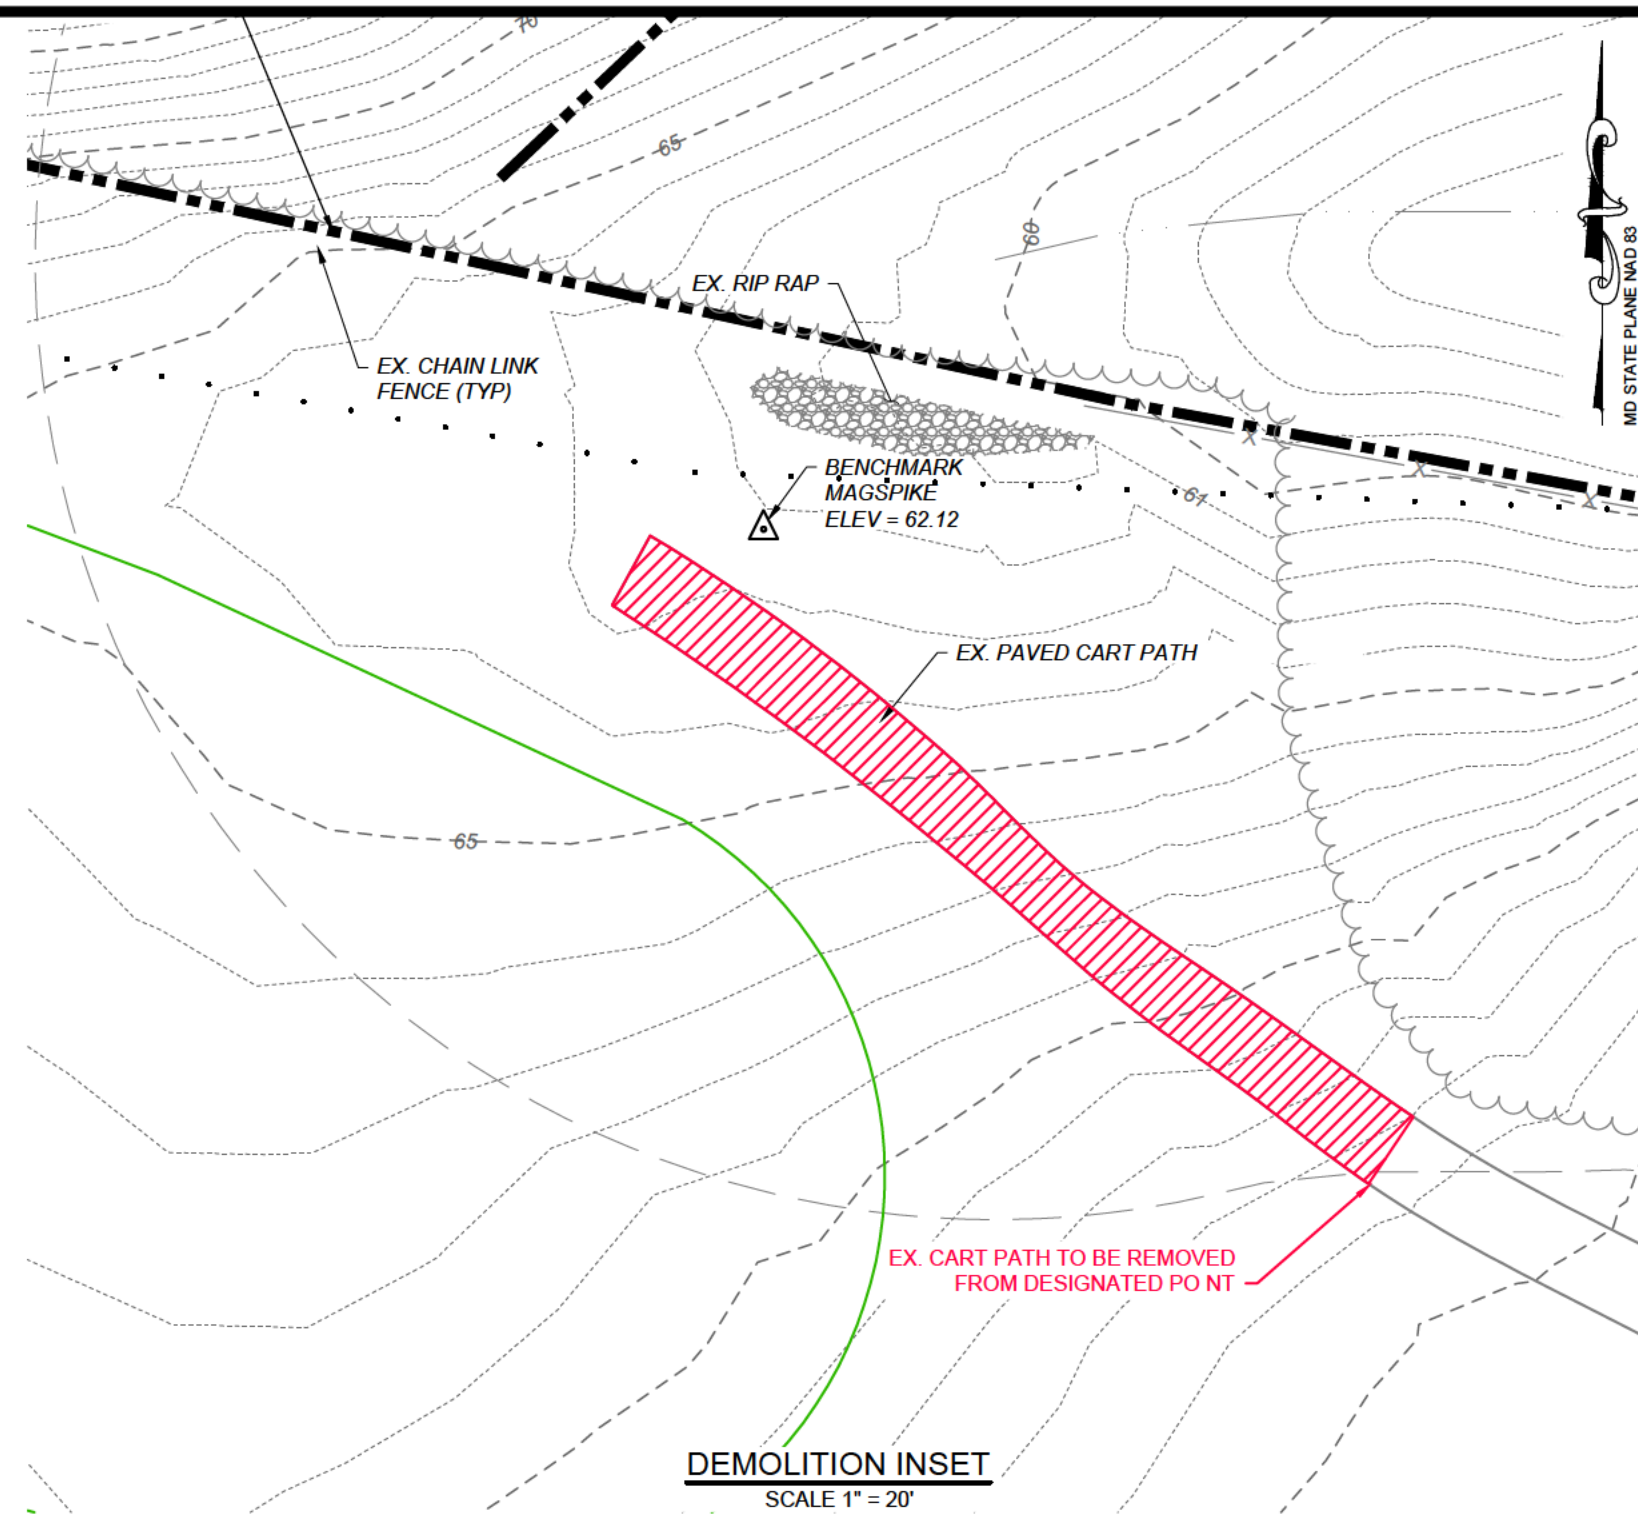 70
65
60
EX. RIP RAP
MD STATE PLANE NAD 83
EX. CHAIN LINK
FENCE (TYP)
X
X
X
BENCHMARK
MAGSPIKE
ELEV = 62.12
61
EX. PAVED CART PATH
65
EX. CART PATH TO BE REMOVED
FROM DESIGNATED PO NT
DEMOLITION INSET
SCALE 1" = 20'